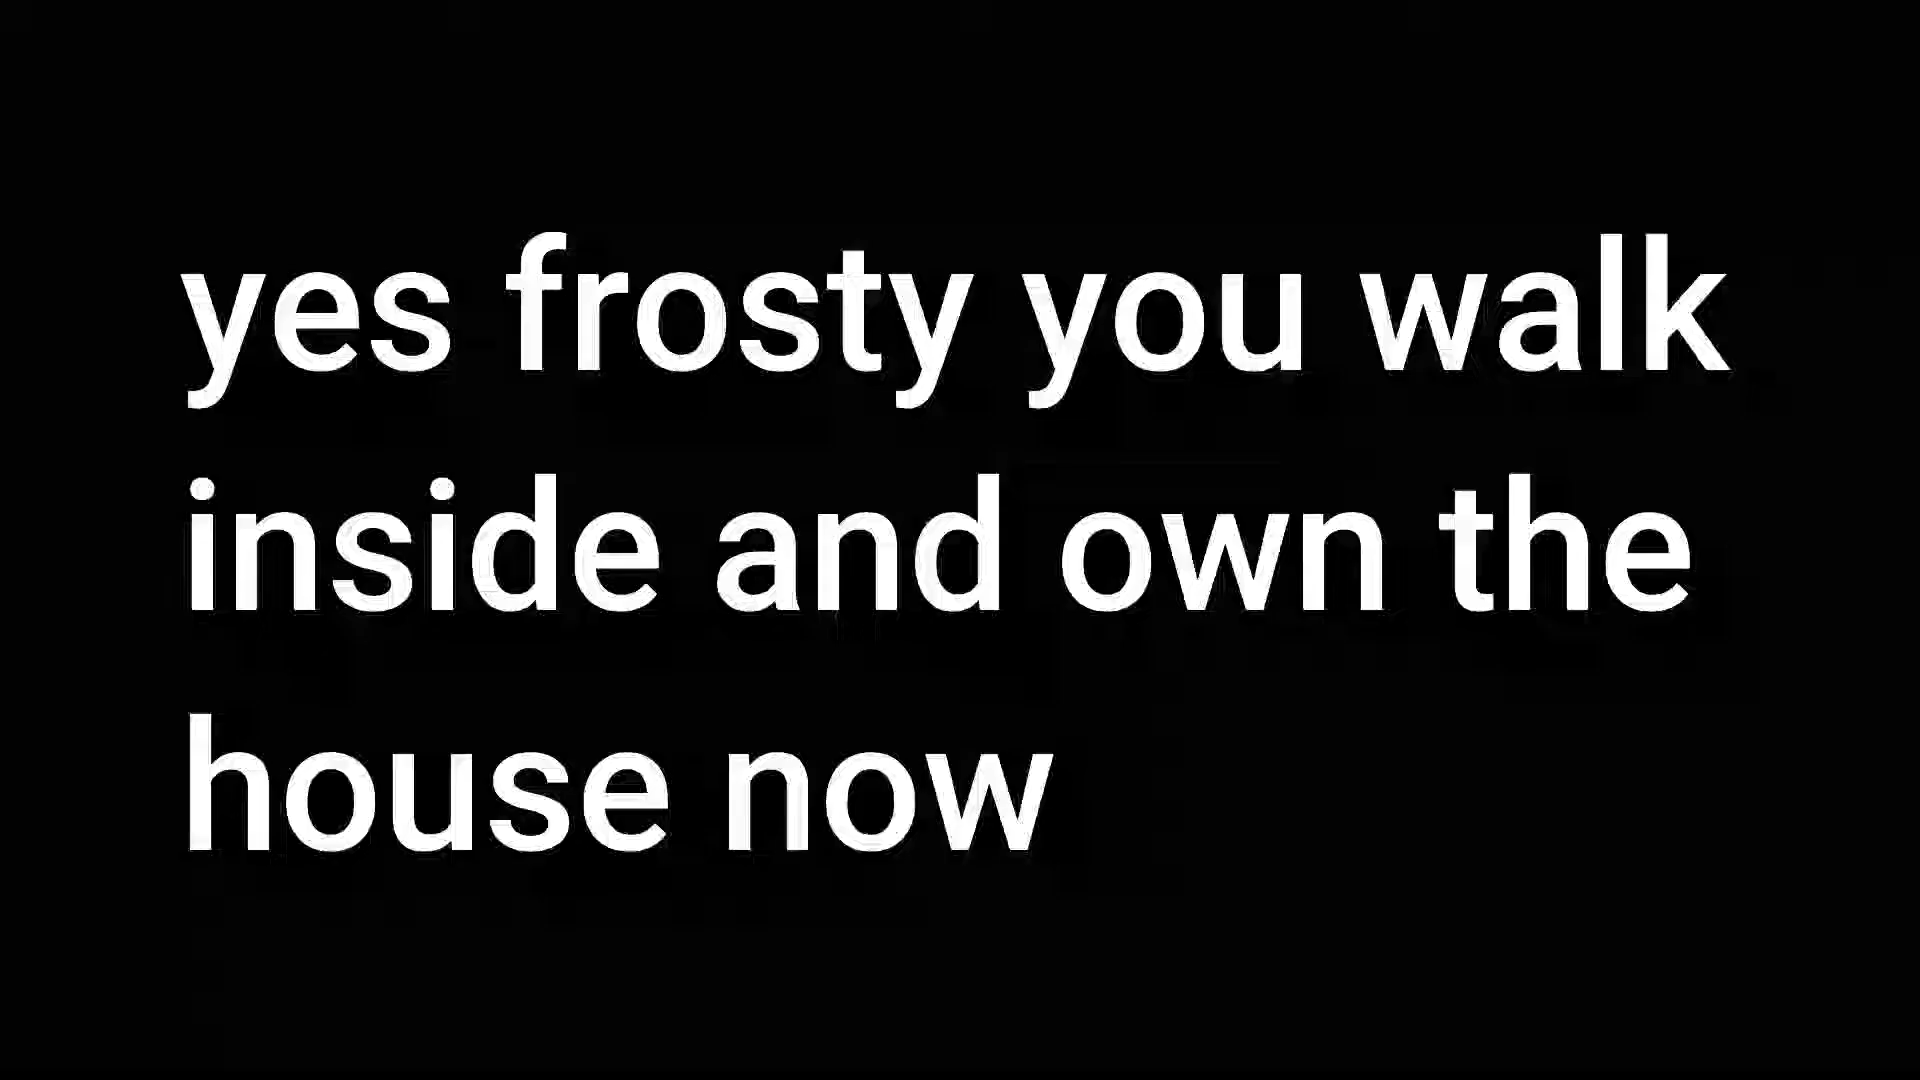 yes frosty you walk
inside and own the
house now